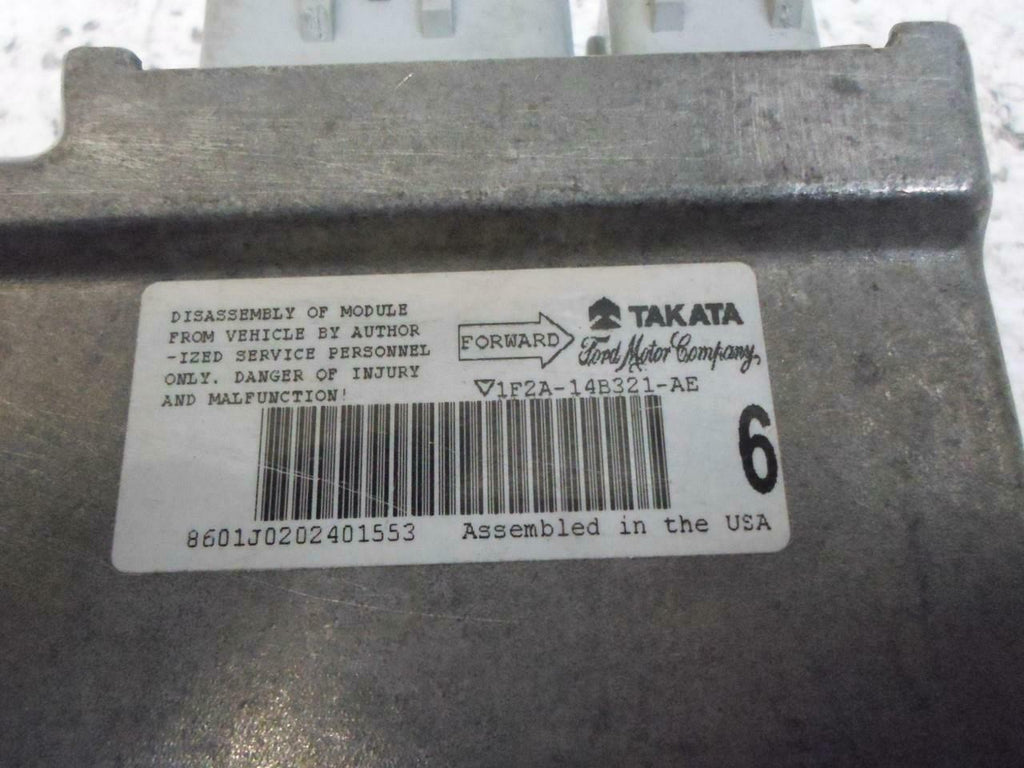 DISASSEMBLY OF MODULE
FROM VEHICLE BY AUTHOR
-IZED SERVICE PERSONNEL
ONLY. DANGER OF INJURY
AND MALFUNCTION!
FORWARD
TAKATA
Ford Motor Company,
▽1F2A-14B321-AE
6
8601J0202401553
Assembled in the USA